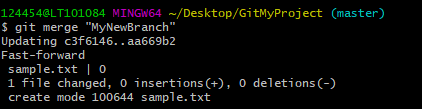 124454@LT101084 MINGW64 ~/Desktop/GitMyProject (master)
$ git merge "MyNewBranch"
Updating c3f6146..aa669b2
Fast-forward
 sample.txt | 0
 1 file changed, 0 insertions(+), 0 deletions(-)
 create mode 100644 sample.txt